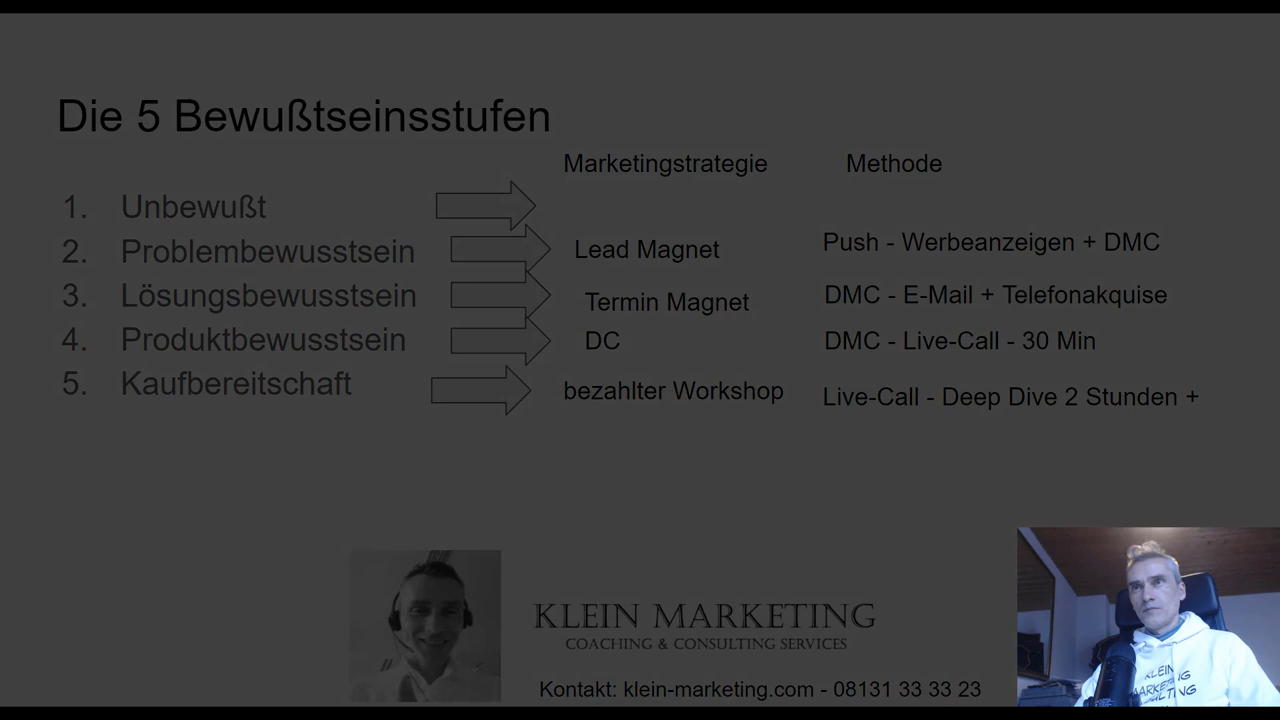 Die 5 Bewußtseinsstufen
Marketingstrategie Methode
1. Unbewußt
2. Problembewusstsein Lead Magnet Push - Werbeanzeigen + DMC
3. Lösungsbewusstsein Termin Magnet DMC - E-Mail + Telefonakquise
4. Produktbewusstsein DC DMC - Live-Call - 30 Min
5. Kaufbereitschaft bezahlter Workshop Live-Call - Deep Dive 2 Stunden +
KLEIN MARKETING
COACHING & CONSULTING SERVICES
Kontakt: klein-marketing.com - 08131 33 33 23
KLEIN